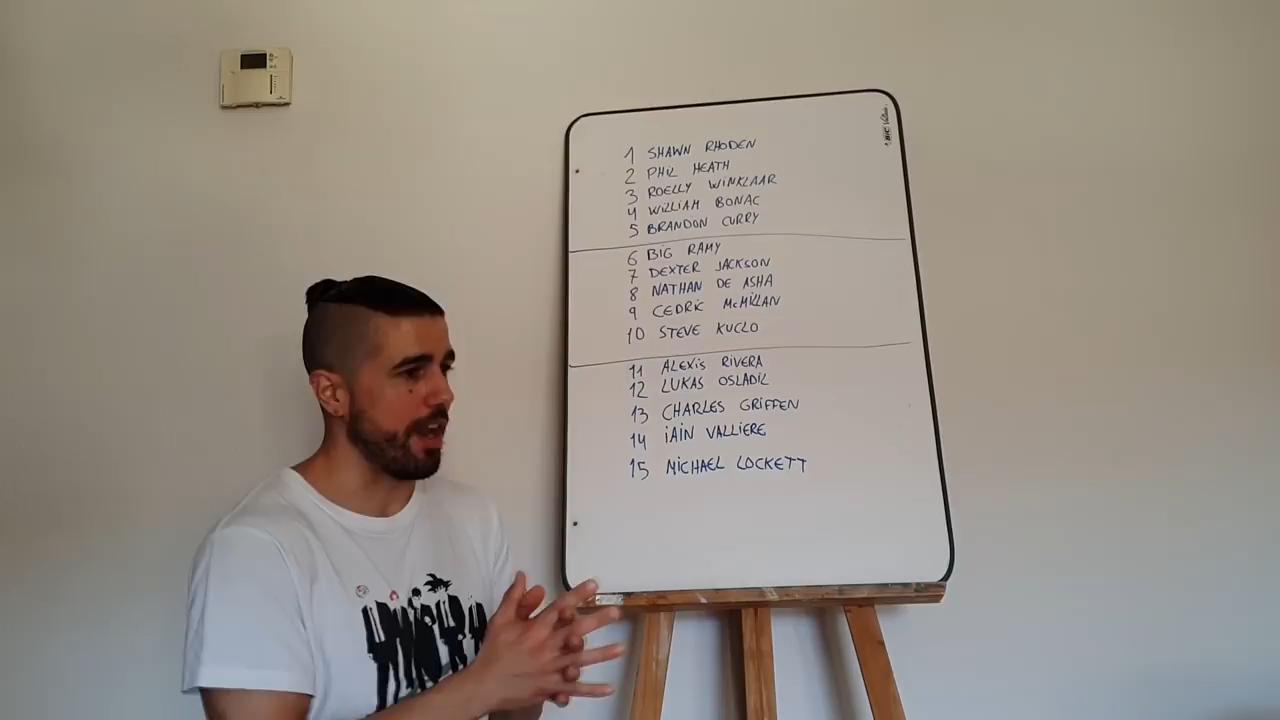 BIC Velleda
1 SHAWN RHODEN
2 PHIL HEATH
3 ROELLY WINKLAAR
4 WILLIAM BONAC
5 BRANDON CURRY
6 BIG RAMY
7 DEXTER JACKSON
8 NATHAN DE ASHA
9 CEDRIC McMILLAN
10 STEVE KUCLO
11 ALEXIS RIVERA
12 LUKAS OSLADIL
13 CHARLES GRIFFEN
14 IAIN VALLIERE
15 MICHAEL LOCKETT